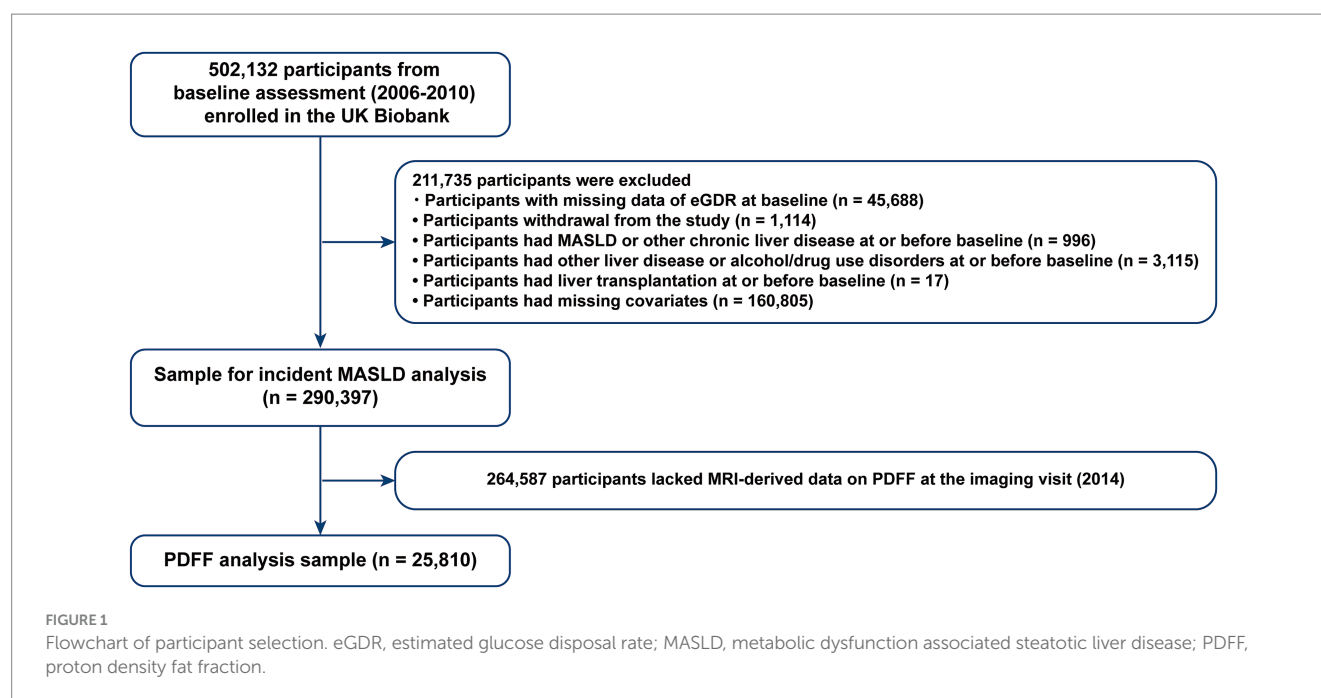 502,132 participants from
baseline assessment (2006-2010)
enrolled in the UK Biobank
211,735 participants were excluded
· Participants with missing data of eGDR at baseline (n = 45,688)
• Participants withdrawal from the study (n = 1,114)
• Participants had MASLD or other chronic liver disease at or before baseline (n = 996)
• Participants had other liver disease or alcohol/drug use disorders at or before baseline (n = 3,115)
• Participants had liver transplantation at or before baseline (n = 17)
• Participants had missing covariates (n = 160,805)
Sample for incident MASLD analysis
(n = 290,397)
264,587 participants lacked MRI-derived data on PDFF at the imaging visit (2014)
PDFF analysis sample (n = 25,810)
FIGURE 1
Flowchart of participant selection. eGDR, estimated glucose disposal rate; MASLD, metabolic dysfunction associated steatotic liver disease; PDFF,
proton density fat fraction.